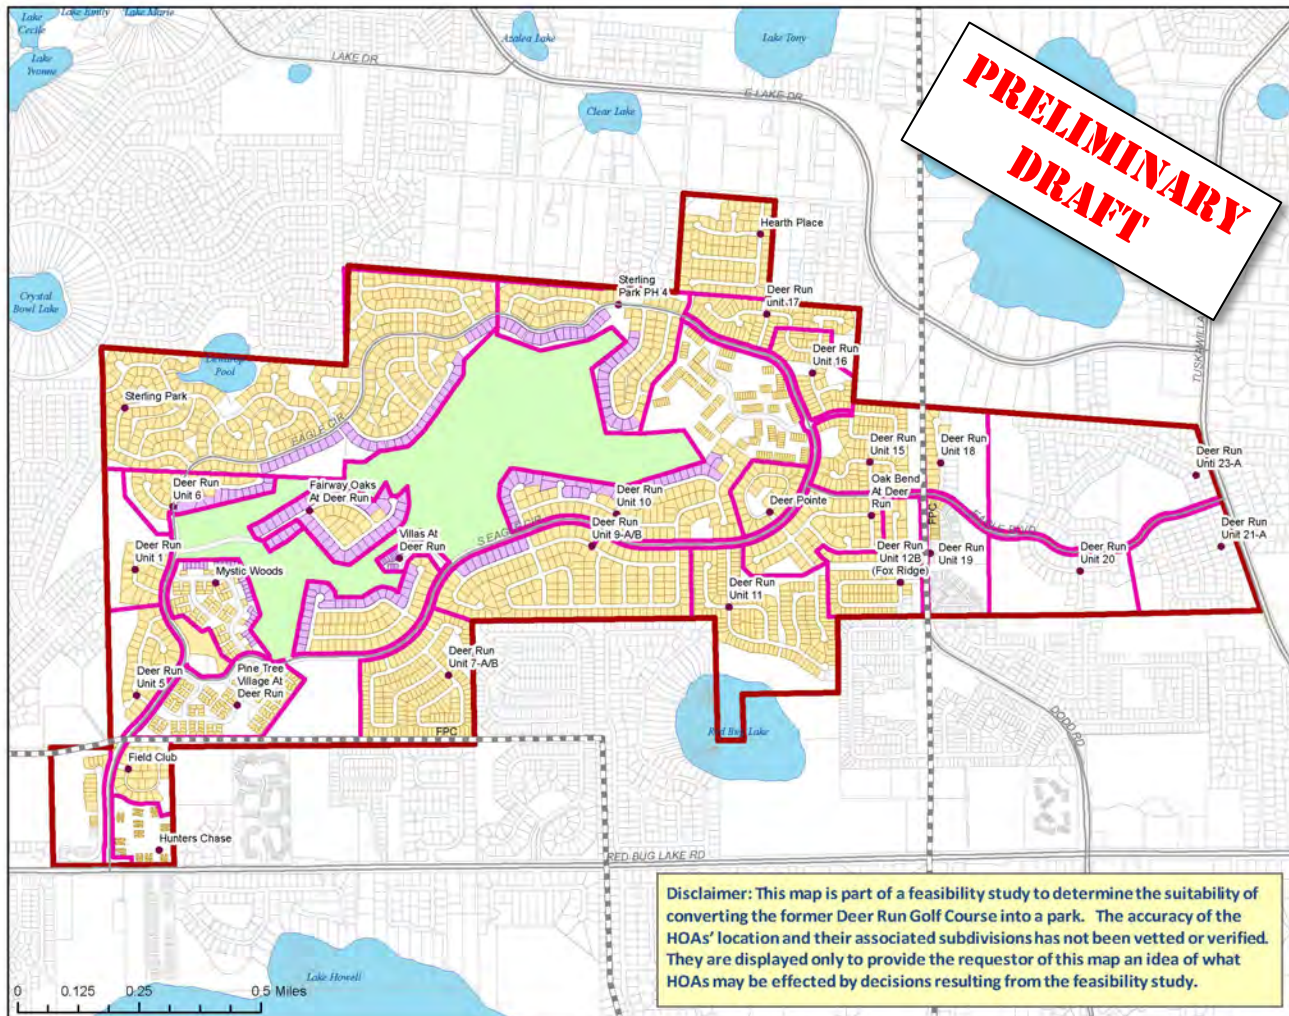 Lake
Cecile
Lake Emily
Lake Marie
Lake
Yvonne
Azalea Lake
Lake Tony
LAKE DR
E LAKE DR
Clear Lake
PRELIMINARY
DRAFT
Hearth Place
Sterling
Park PH 4
Deer Run
unit 17
Crystal
Bowl Lake
Deer Run
Unit 16
TUSKAWILLA
Pool
Sterling Park
EAGLE CIR
Deer Run
Unit 15
Deer Run
Unit 18
Deer Run
Unti 23-A
Deer Run
Unit 6
Fairway Oaks
At Deer Run
Deer Run
Unit 10
Deer Pointe
Oak Bend
At Deer
Run
FPC
EAGLE BLVD
S EAGLE CIR
Deer Run
Unit 9-A/B
Villas At
Deer Run
Deer Run
Unit 21-A
Deer Run
Unit 1
Mystic Woods
Deer Run
Unit 12B
(Fox Ridge)
Deer Run
Unit 19
Deer Run
Unit 20
Deer Run
Unit 11
Deer Run
Unit 5
Pine Tree
Village At
Deer Run
Deer Run
Unit 7-A/B
FPC
Red Bug Lake
DODD RD
Field Club
Hunters Chase
RED BUG LAKE RD
Disclaimer: This map is part of a feasibility study to determine the suitability of
converting the former Deer Run Golf Course into a park. The accuracy of the
HOAs' location and their associated subdivisions has not been vetted or verified.
They are displayed only to provide the requestor of this map an idea of what
HOAs may be effected by decisions resulting from the feasibility study.
Lake Howell
0 0.125 0.25 0.5 Miles